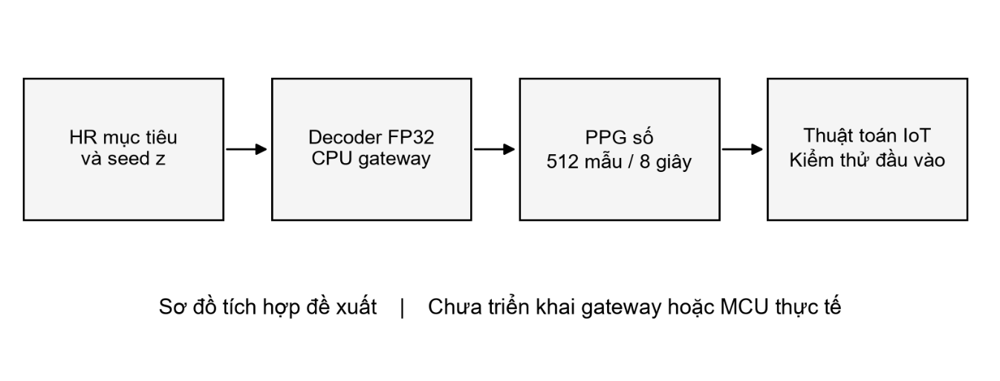 HR mục tiêu
và seed z
Decoder FP32
CPU gateway
PPG số
512 mẫu / 8 giây
Thuật toán IoT
Kiểm thử đầu vào
Sơ đồ tích hợp đề xuất | Chưa triển khai gateway hoặc MCU thực tế